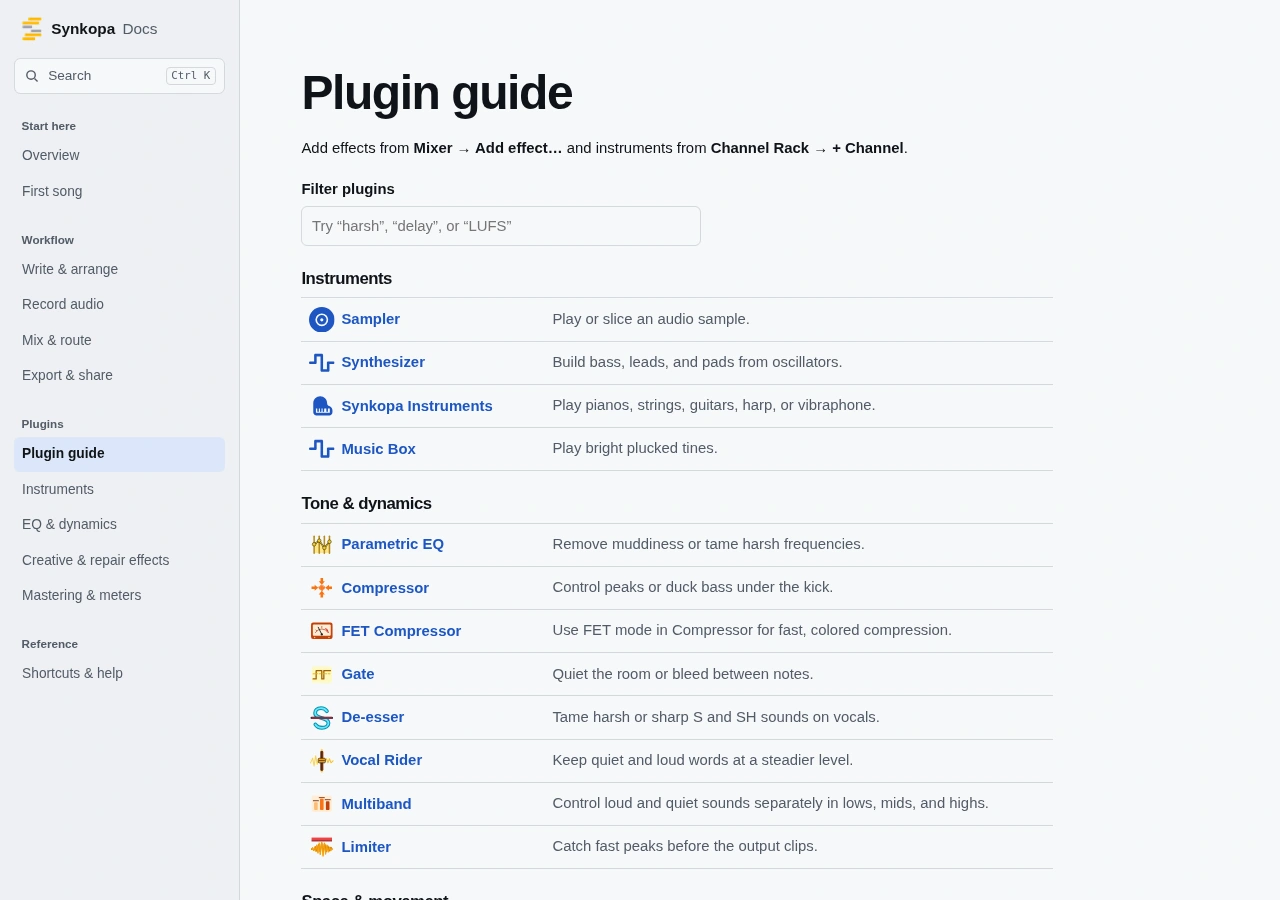 Synkopa Docs
Search Ctrl K
Start here
Overview
First song
Workflow
Write & arrange
Record audio
Mix & route
Export & share
Plugins
Plugin guide
Instruments
EQ & dynamics
Creative & repair effects
Mastering & meters
Reference
Shortcuts & help
Plugin guide
Add effects from Mixer → Add effect… and instruments from Channel Rack → + Channel.
Filter plugins
Try “harsh”, “delay”, or “LUFS”
Instruments
Sampler Play or slice an audio sample.
Synthesizer Build bass, leads, and pads from oscillators.
Synkopa Instruments Play pianos, strings, guitars, harp, or vibraphone.
Music Box Play bright plucked tines.
Tone & dynamics
Parametric EQ Remove muddiness or tame harsh frequencies.
Compressor Control peaks or duck bass under the kick.
FET Compressor Use FET mode in Compressor for fast, colored compression.
Gate Quiet the room or bleed between notes.
De-esser Tame harsh or sharp S and SH sounds on vocals.
Vocal Rider Keep quiet and loud words at a steadier level.
Multiband Control loud and quiet sounds separately in lows, mids, and highs.
Limiter Catch fast peaks before the output clips.
Space & movement